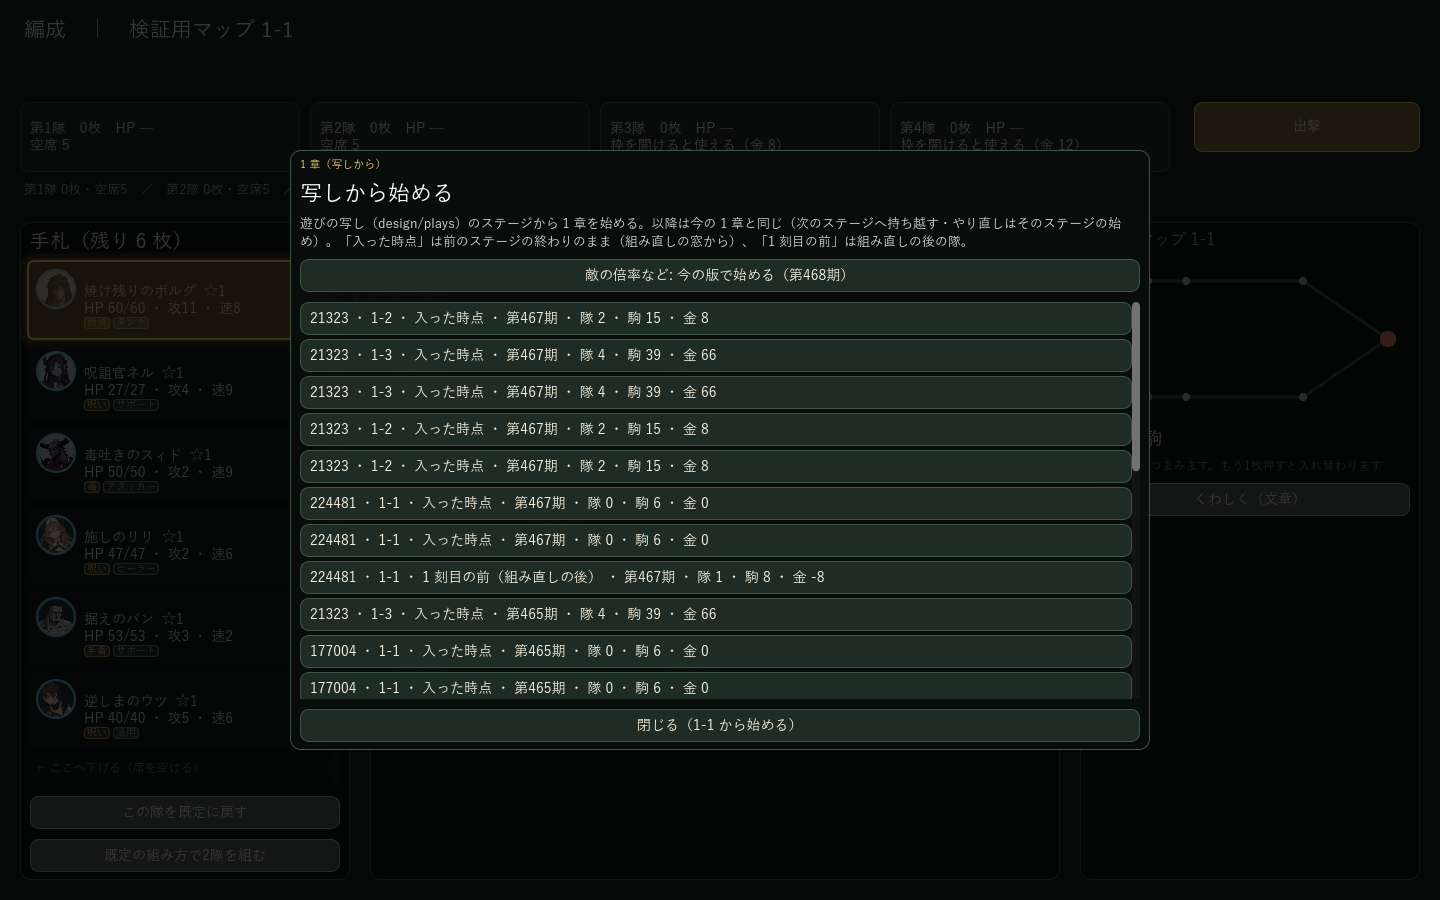 編成 ｜ 検証用マップ 1-1
第1隊 0枚 HP —
空席 5
第2隊 0枚 HP —
空席 5
第3隊 0枚 HP —
枠を開けると使える（金 8）
第4隊 0枚 HP —
枠を開けると使える（金 12）
出撃
第1隊 0枚・空席5 ／ 第2隊 0枚・空席5 ／
手札（残り 6 枚）
焼け残りのボルグ ☆1
HP 60/60 ・ 攻11 ・ 速8
タンク
呪詛官ネル ☆1
HP 27/27 ・ 攻4 ・ 速9
呪い サポート
毒吐きのスィド ☆1
HP 50/50 ・ 攻2 ・ 速9
毒 アタッカー
施しのリリ ☆1
HP 47/47 ・ 攻2 ・ 速6
呪い ヒーラー
据えのバン ☆1
HP 53/53 ・ 攻3 ・ 速2
手番 サポート
逆しまのウツ ☆1
HP 40/40 ・ 攻5 ・ 速6
呪い 活用
＋ ここへ下げる（席を空ける）
この隊を既定に戻す
既定の組み方で2隊を組む
1 章（写しから）
写しから始める
遊びの写し（design/plays）のステージから 1 章を始める。以降は今の 1 章と同じ（次のステージへ持ち越す・やり直しはそのステージの始
め）。「入った時点」は前のステージの終わりのまま（組み直しの窓から）、「1 刻目の前」は組み直しの後の隊。
敵の倍率など: 今の版で始める（第468期）
21323 ・ 1-2 ・ 入った時点 ・ 第467期 ・ 隊 2 ・ 駒 15 ・ 金 8
21323 ・ 1-3 ・ 入った時点 ・ 第467期 ・ 隊 4 ・ 駒 39 ・ 金 66
21323 ・ 1-3 ・ 入った時点 ・ 第467期 ・ 隊 4 ・ 駒 39 ・ 金 66
21323 ・ 1-2 ・ 入った時点 ・ 第467期 ・ 隊 2 ・ 駒 15 ・ 金 8
21323 ・ 1-2 ・ 入った時点 ・ 第467期 ・ 隊 2 ・ 駒 15 ・ 金 8
224481 ・ 1-1 ・ 入った時点 ・ 第467期 ・ 隊 0 ・ 駒 6 ・ 金 0
224481 ・ 1-1 ・ 入った時点 ・ 第467期 ・ 隊 0 ・ 駒 6 ・ 金 0
224481 ・ 1-1 ・ 1 刻目の前（組み直しの後） ・ 第467期 ・ 隊 1 ・ 駒 8 ・ 金 -8
21323 ・ 1-3 ・ 入った時点 ・ 第465期 ・ 隊 4 ・ 駒 39 ・ 金 66
177004 ・ 1-1 ・ 入った時点 ・ 第465期 ・ 隊 0 ・ 駒 6 ・ 金 0
177004 ・ 1-1 ・ 入った時点 ・ 第465期 ・ 隊 0 ・ 駒 6 ・ 金 0
閉じる（1-1 から始める）
マップ 1-1
駒
つまみます。もう1枚押すと入れ替わります
くわしく（文章）